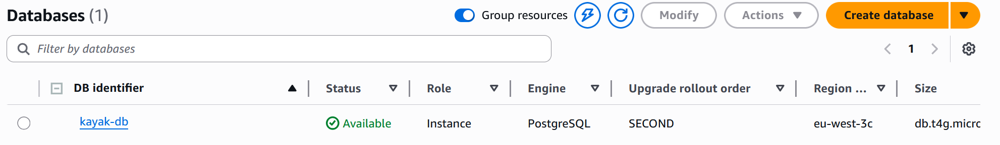 Databases (1)
Group resources
Modify
Actions
Create database
Filter by databases
1
DB identifier
Status
Role
Engine
Upgrade rollout order
Region ...
Size
kayak-db
Available
Instance
PostgreSQL
SECOND
eu-west-3c
db.t4g.micro